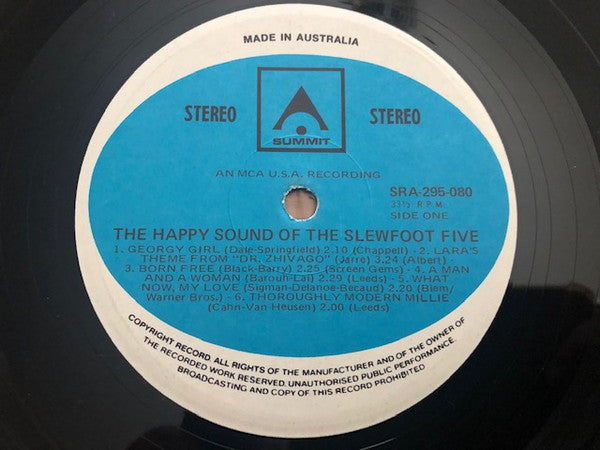 MADE IN AUSTRALIA
STEREO
SUMMIT
STEREO
AN MCA U.S.A. RECORDING
SRA-295-080
33⅓ R.P.M.
SIDE ONE
THE HAPPY SOUND OF THE SLEWFOOT FIVE
1. GEORGY GIRL (Dale-Springfield) 2.10 (Chappell) - 2. LARA'S
THEME FROM "DR. ZHIVAGO" (Jarre) 3.24 (Albert) -
3. BORN FREE (Black-Barry) 2.25 (Screen Gems) - 4. A MAN
AND A WOMAN (Barouh-Lai) 2.29 (Leeds) - 5. WHAT
NOW, MY LOVE (Sigman-Delanoe-Becaud) 2.20 (Biem/
Warner Bros.) - 6. THOROUGHLY MODERN MILLIE
(Cahn-Van Heusen) 2.00 (Leeds)
COPYRIGHT RECORD. ALL RIGHTS OF THE MANUFACTURER AND OF THE OWNER OF
THE RECORDED WORK RESERVED. UNAUTHORISED PUBLIC PERFORMANCE,
BROADCASTING AND COPY OF THIS RECORD PROHIBITED